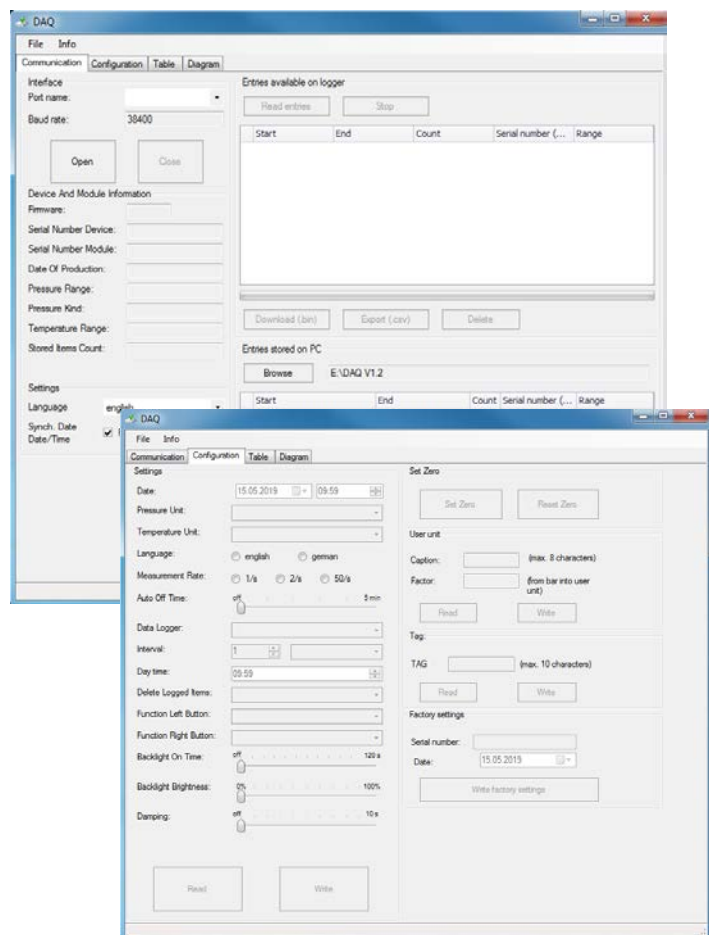 DAQ
File Info
Communication Configuration Table Diagram
Interface
Port name:
Baud rate: 38400
Open Close
Device And Module Information
Firmware:
Serial Number Device:
Serial Number Module:
Date Of Production:
Pressure Range:
Pressure Kind:
Temperature Range:
Stored Items Count:
Settings
Language english
Synch. Date
Date/Time
Entries available on logger
Read entries Stop
Start End Count Serial number (... Range
Download (.bin) Export (.csv) Delete
Entries stored on PC
Browse E:\DAQ V1.2
Start End Count Serial number (... Range
DAQ
File Info
Communication Configuration Table Diagram
Settings
Date: 15.05.2019 09:59
Pressure Unit:
Temperature Unit:
Language: english german
Measurement Rate: 1/s 2/s 50/s
Auto Off Time: off 5 min
Data Logger:
Interval: 1
Day time: 09:59
Delete Logged Items:
Function Left Button:
Function Right Button:
Backlight On Time: off 120 s
Backlight Brightness: 0% 100%
Damping: off 10 s
Read Write
Set Zero
Set Zero Reset Zero
User unit
Caption: (max. 8 characters)
Factor: (from bar into user
unit)
Read Write
Tag:
TAG (max. 10 characters)
Read Write
Factory settings
Serial number:
Date: 15.05.2019
Write factory settings